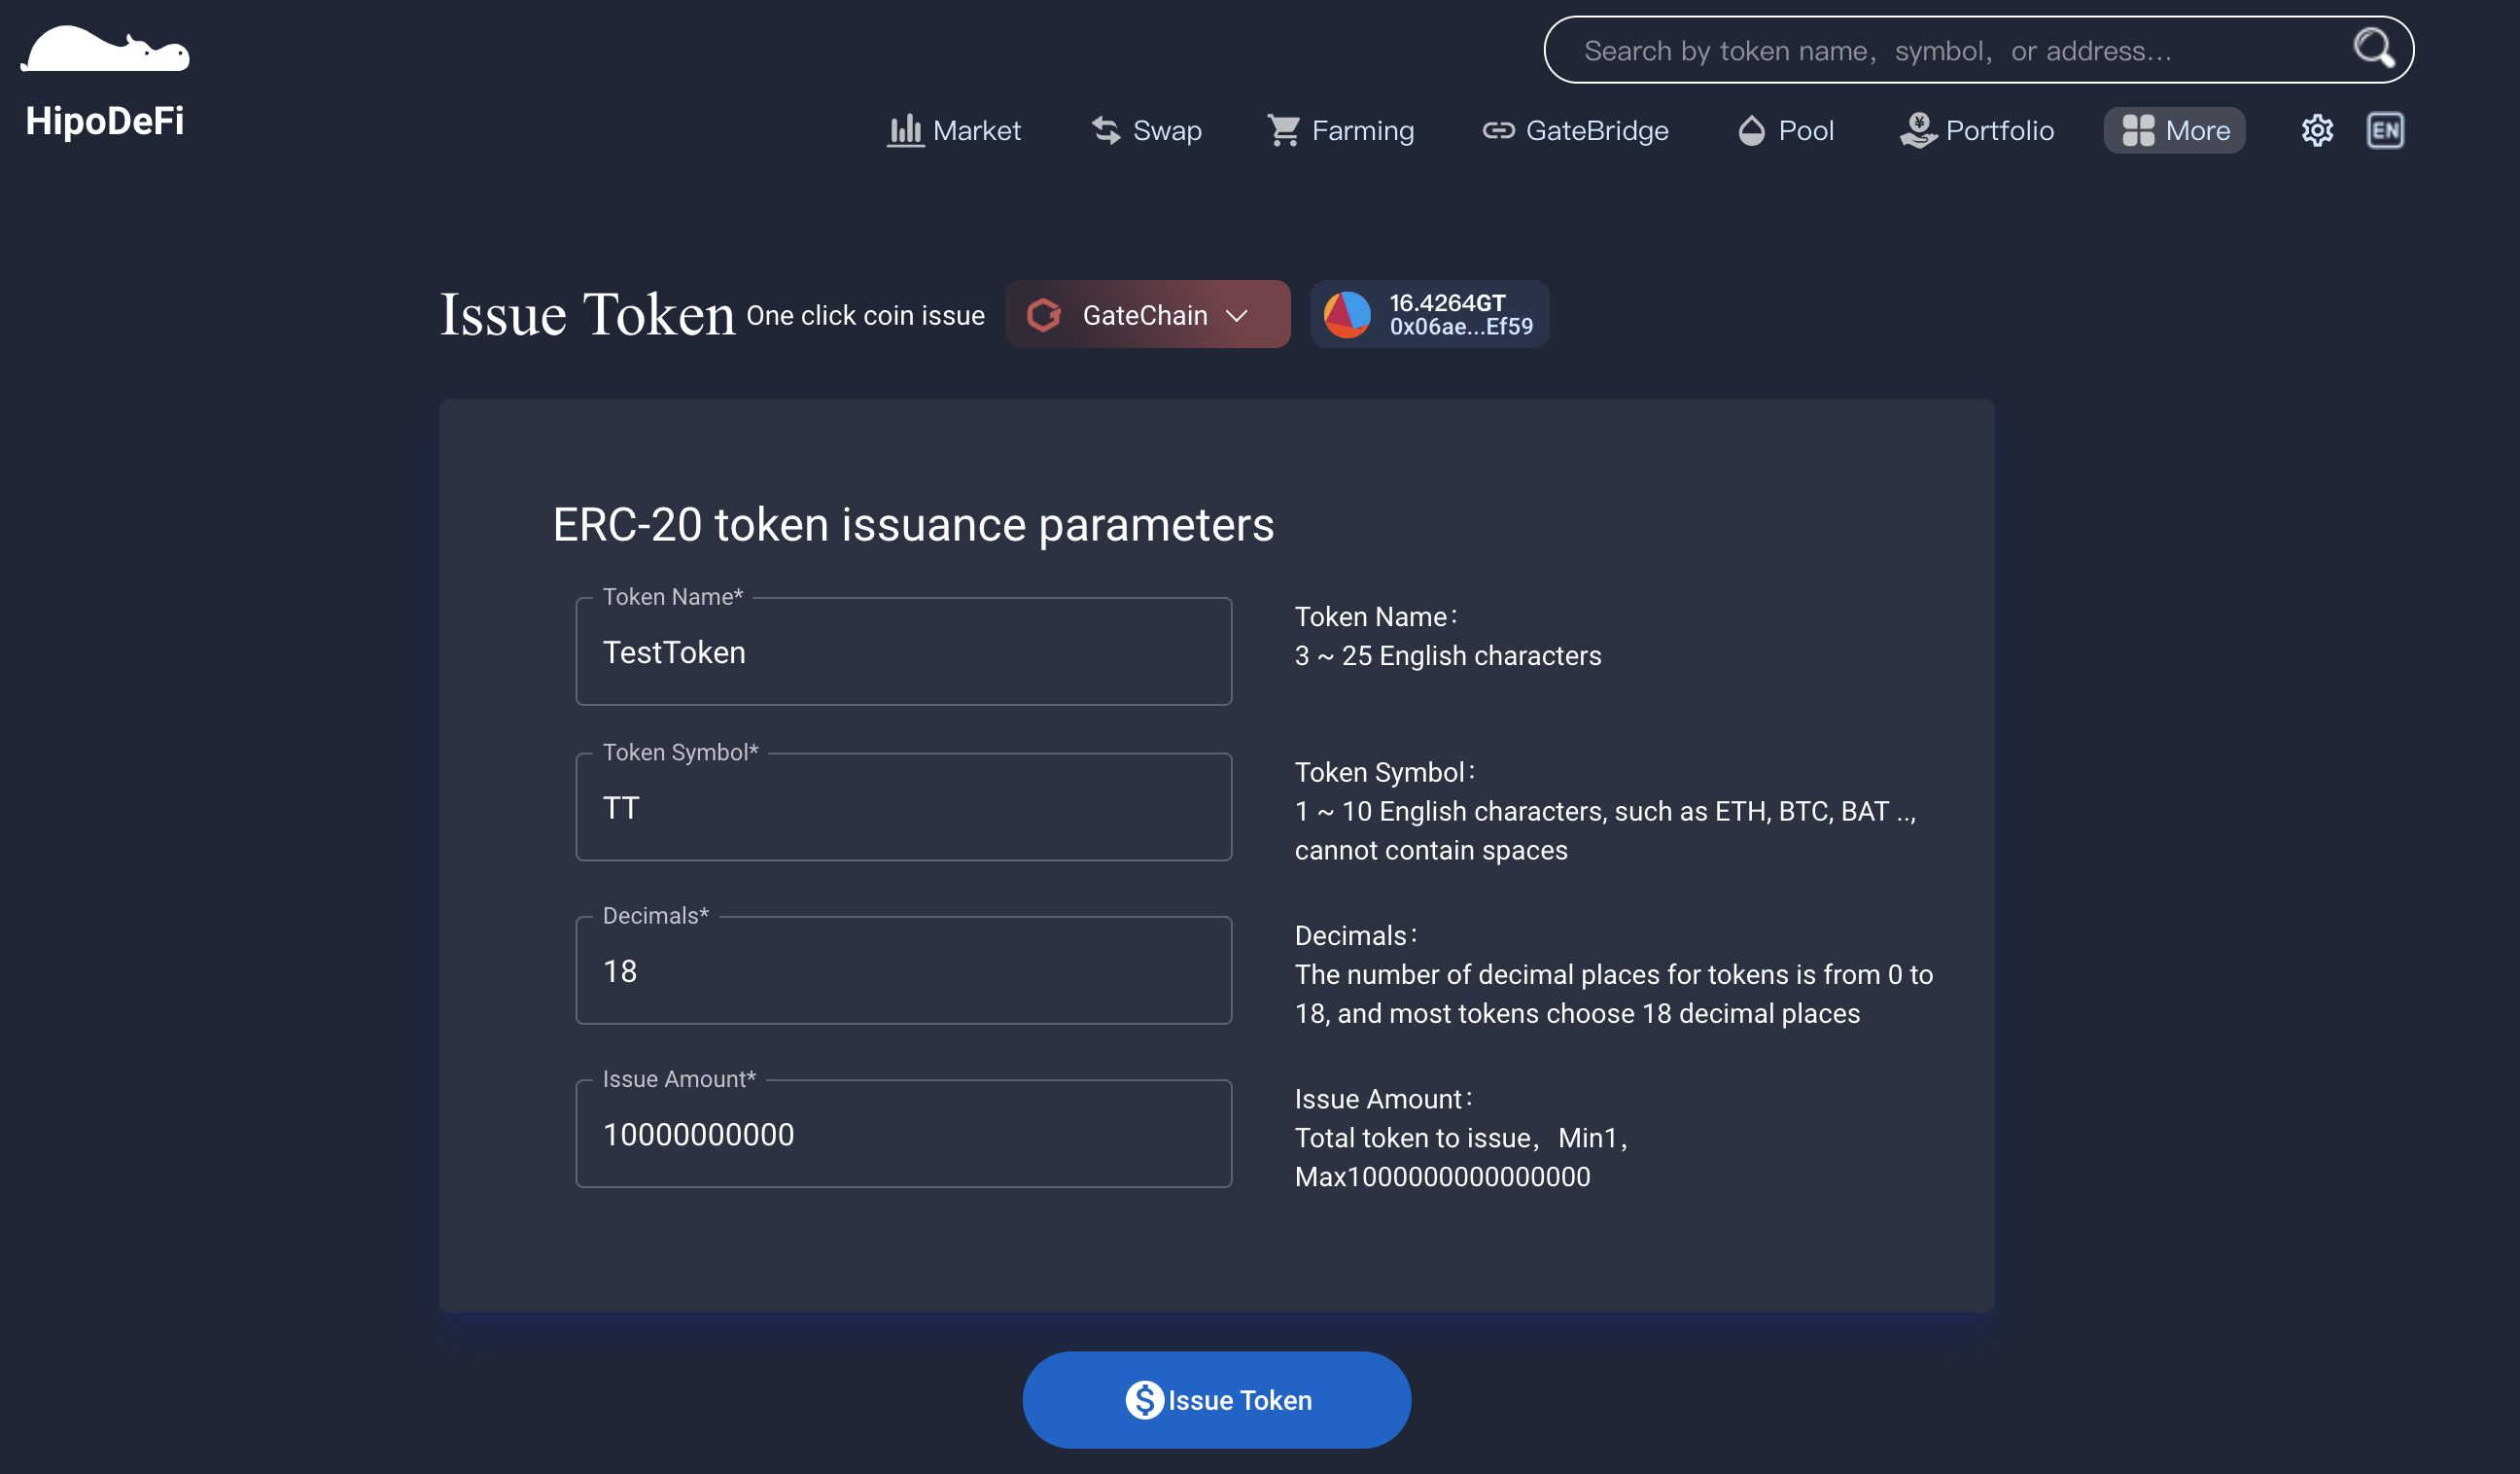 HipoDeFi
Search by token name, symbol, or address...
Market
Swap
Farming
GateBridge
Pool
Portfolio
More
EN
Issue Token
One click coin issue
GateChain
16.4264GT
0x06ae...Ef59
ERC-20 token issuance parameters
Token Name*
TestToken
Token Name:
3 ~ 25 English characters
Token Symbol*
TT
Token Symbol:
1 ~ 10 English characters, such as ETH, BTC, BAT ..,
cannot contain spaces
Decimals*
18
Decimals:
The number of decimal places for tokens is from 0 to
18, and most tokens choose 18 decimal places
Issue Amount*
10000000000
Issue Amount:
Total token to issue, Min1,
Max1000000000000000
Issue Token